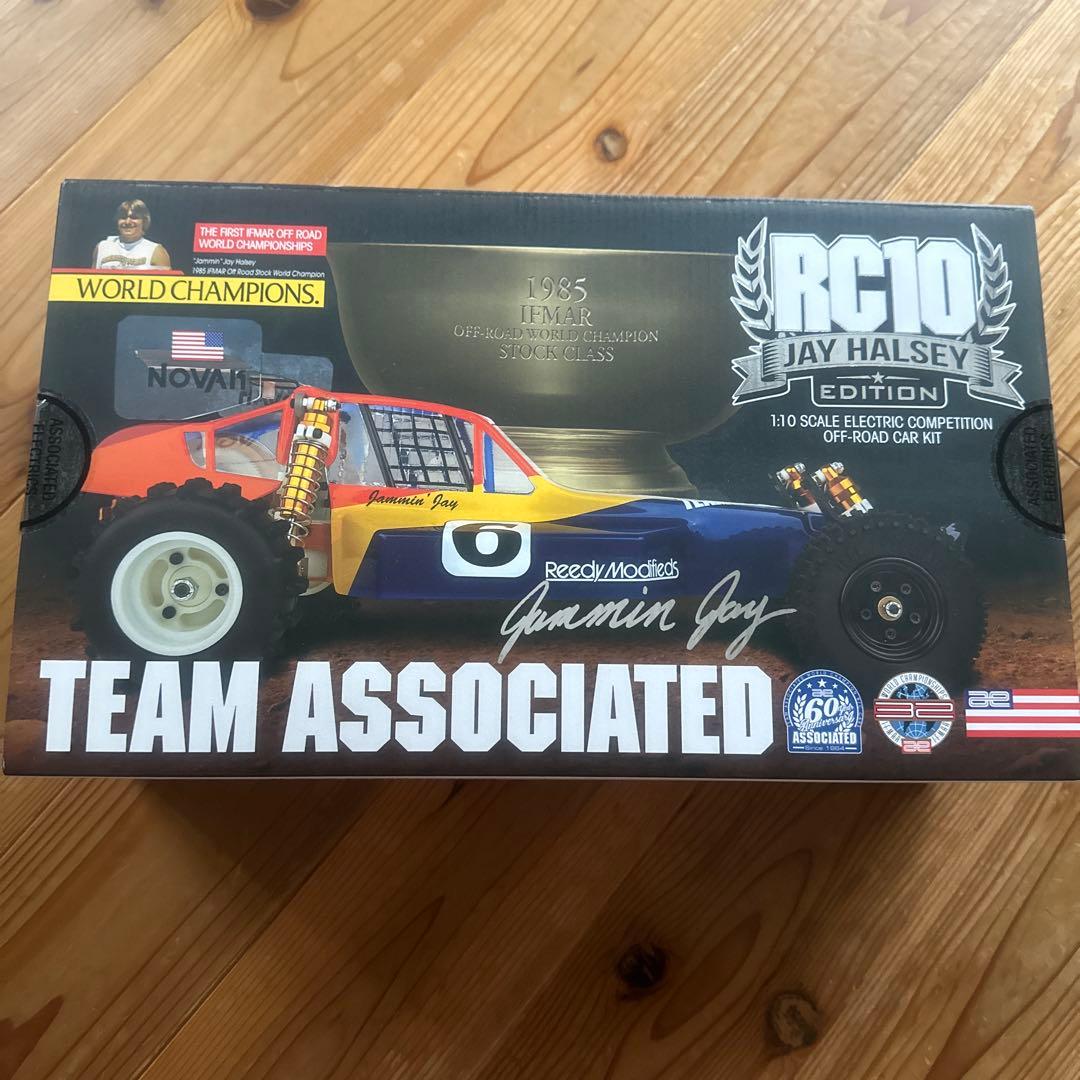 THE FIRST IFMAR OFF ROAD
WORLD CHAMPIONSHIPS
"Jammin" Jay Halsey
1985 IFMAR Off Road Stock World Champion
WORLD CHAMPIONS.
1985
IFMAR
OFF-ROAD WORLD CHAMPION
STOCK CLASS
RC10
JAY HALSEY
EDITION
1:10 SCALE ELECTRIC COMPETITION
OFF-ROAD CAR KIT
NOVAK
ASSOCIATED
ELECTRICS
ASSOCIATED
ELECTRICS
Jammin' Jay
6
Reedy Modifieds
Jammin Jay
TEAM ASSOCIATED
60
Anniversary
ASSOCIATED
Since 1964
WORLD CHAMPIONSHIPS
32
IFMAR